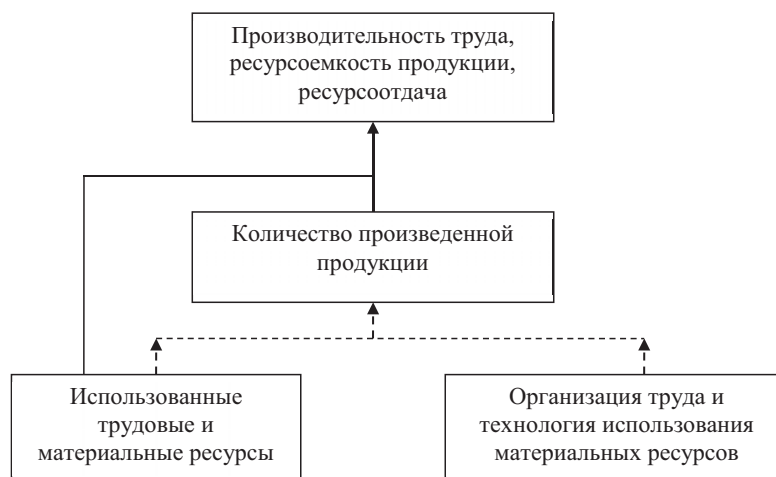 Производительность труда,
ресурсоемкость продукции,
ресурсоотдача
Количество произведенной
продукции
Использованные
трудовые и
материальные ресурсы
Организация труда и
технология использования
материальных ресурсов